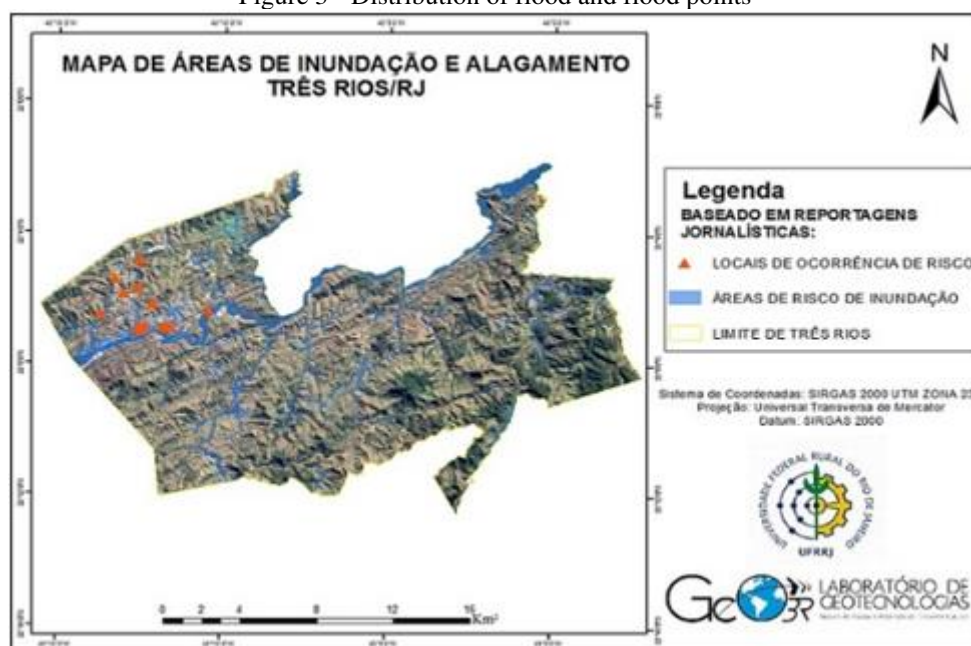 Figure 3 - Distribution of flood and flood points
MAPA DE ÁREAS DE INUNDAÇÃO E ALAGAMENTO
TRÊS RIOS/RJ
N
Legenda
BASEADO EM REPORTAGENS
JORNALÍSTICAS:
LOCAIS DE OCORRÊNCIA DE RISCO
ÁREAS DE RISCO DE INUNDAÇÃO
LIMITE DE TRÊS RIOS
Sistema de Coordenadas: SIRGAS 2000 UTM ZONA
Projeção: Universal Transversa de Mercator
Datum: SIRGAS 2000
UNIVERSIDADE FEDERAL RURAL DO RIO DE JANEIRO
UFRRJ
LABORATÓRIO DE
GEOTECNOLOGIAS
0 2 4 8 12 16
Km²